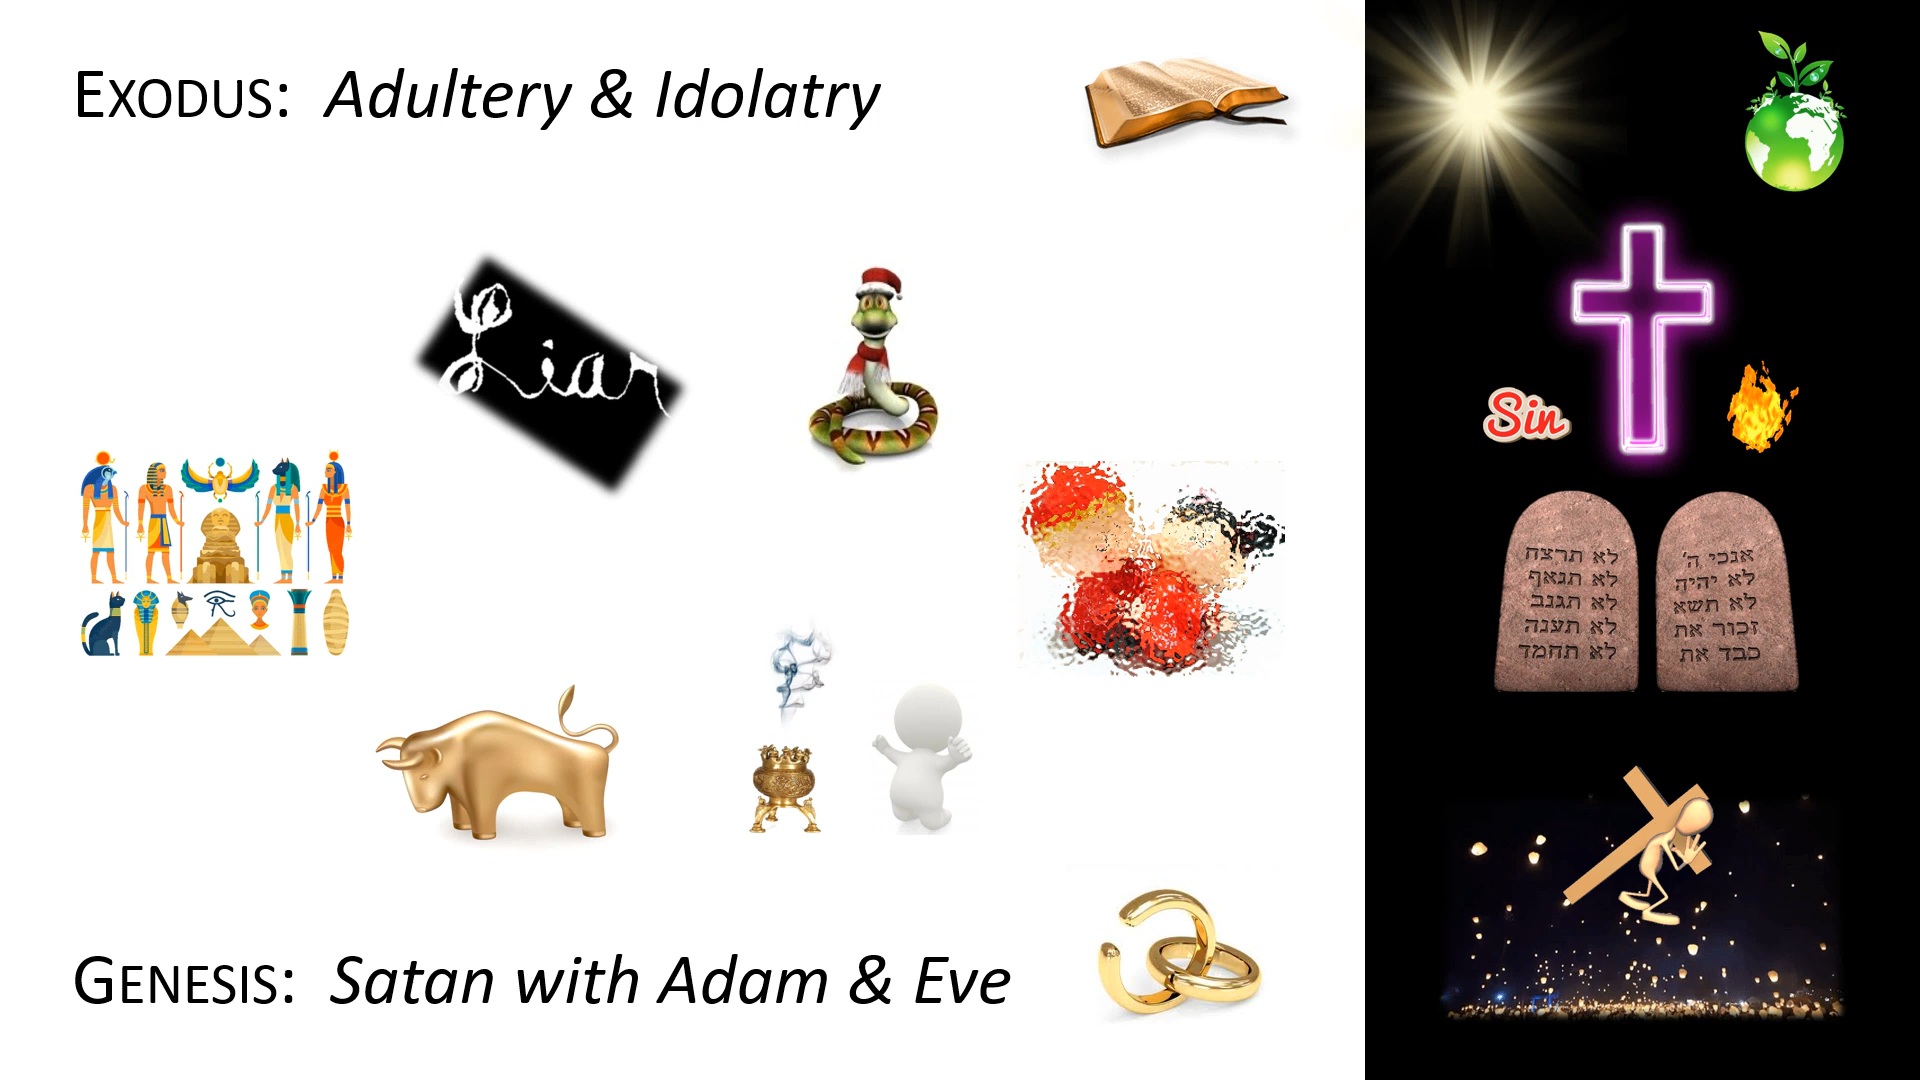 EXODUS: Adultery & Idolatry
Liar
Sin
אנכי ה'
לא יהיה
לא תשא
זכור את
כבד את
לא תרצח
לא תנאף
לא תגנב
לא תענה
לא תחמד
GENESIS: Satan with Adam & Eve